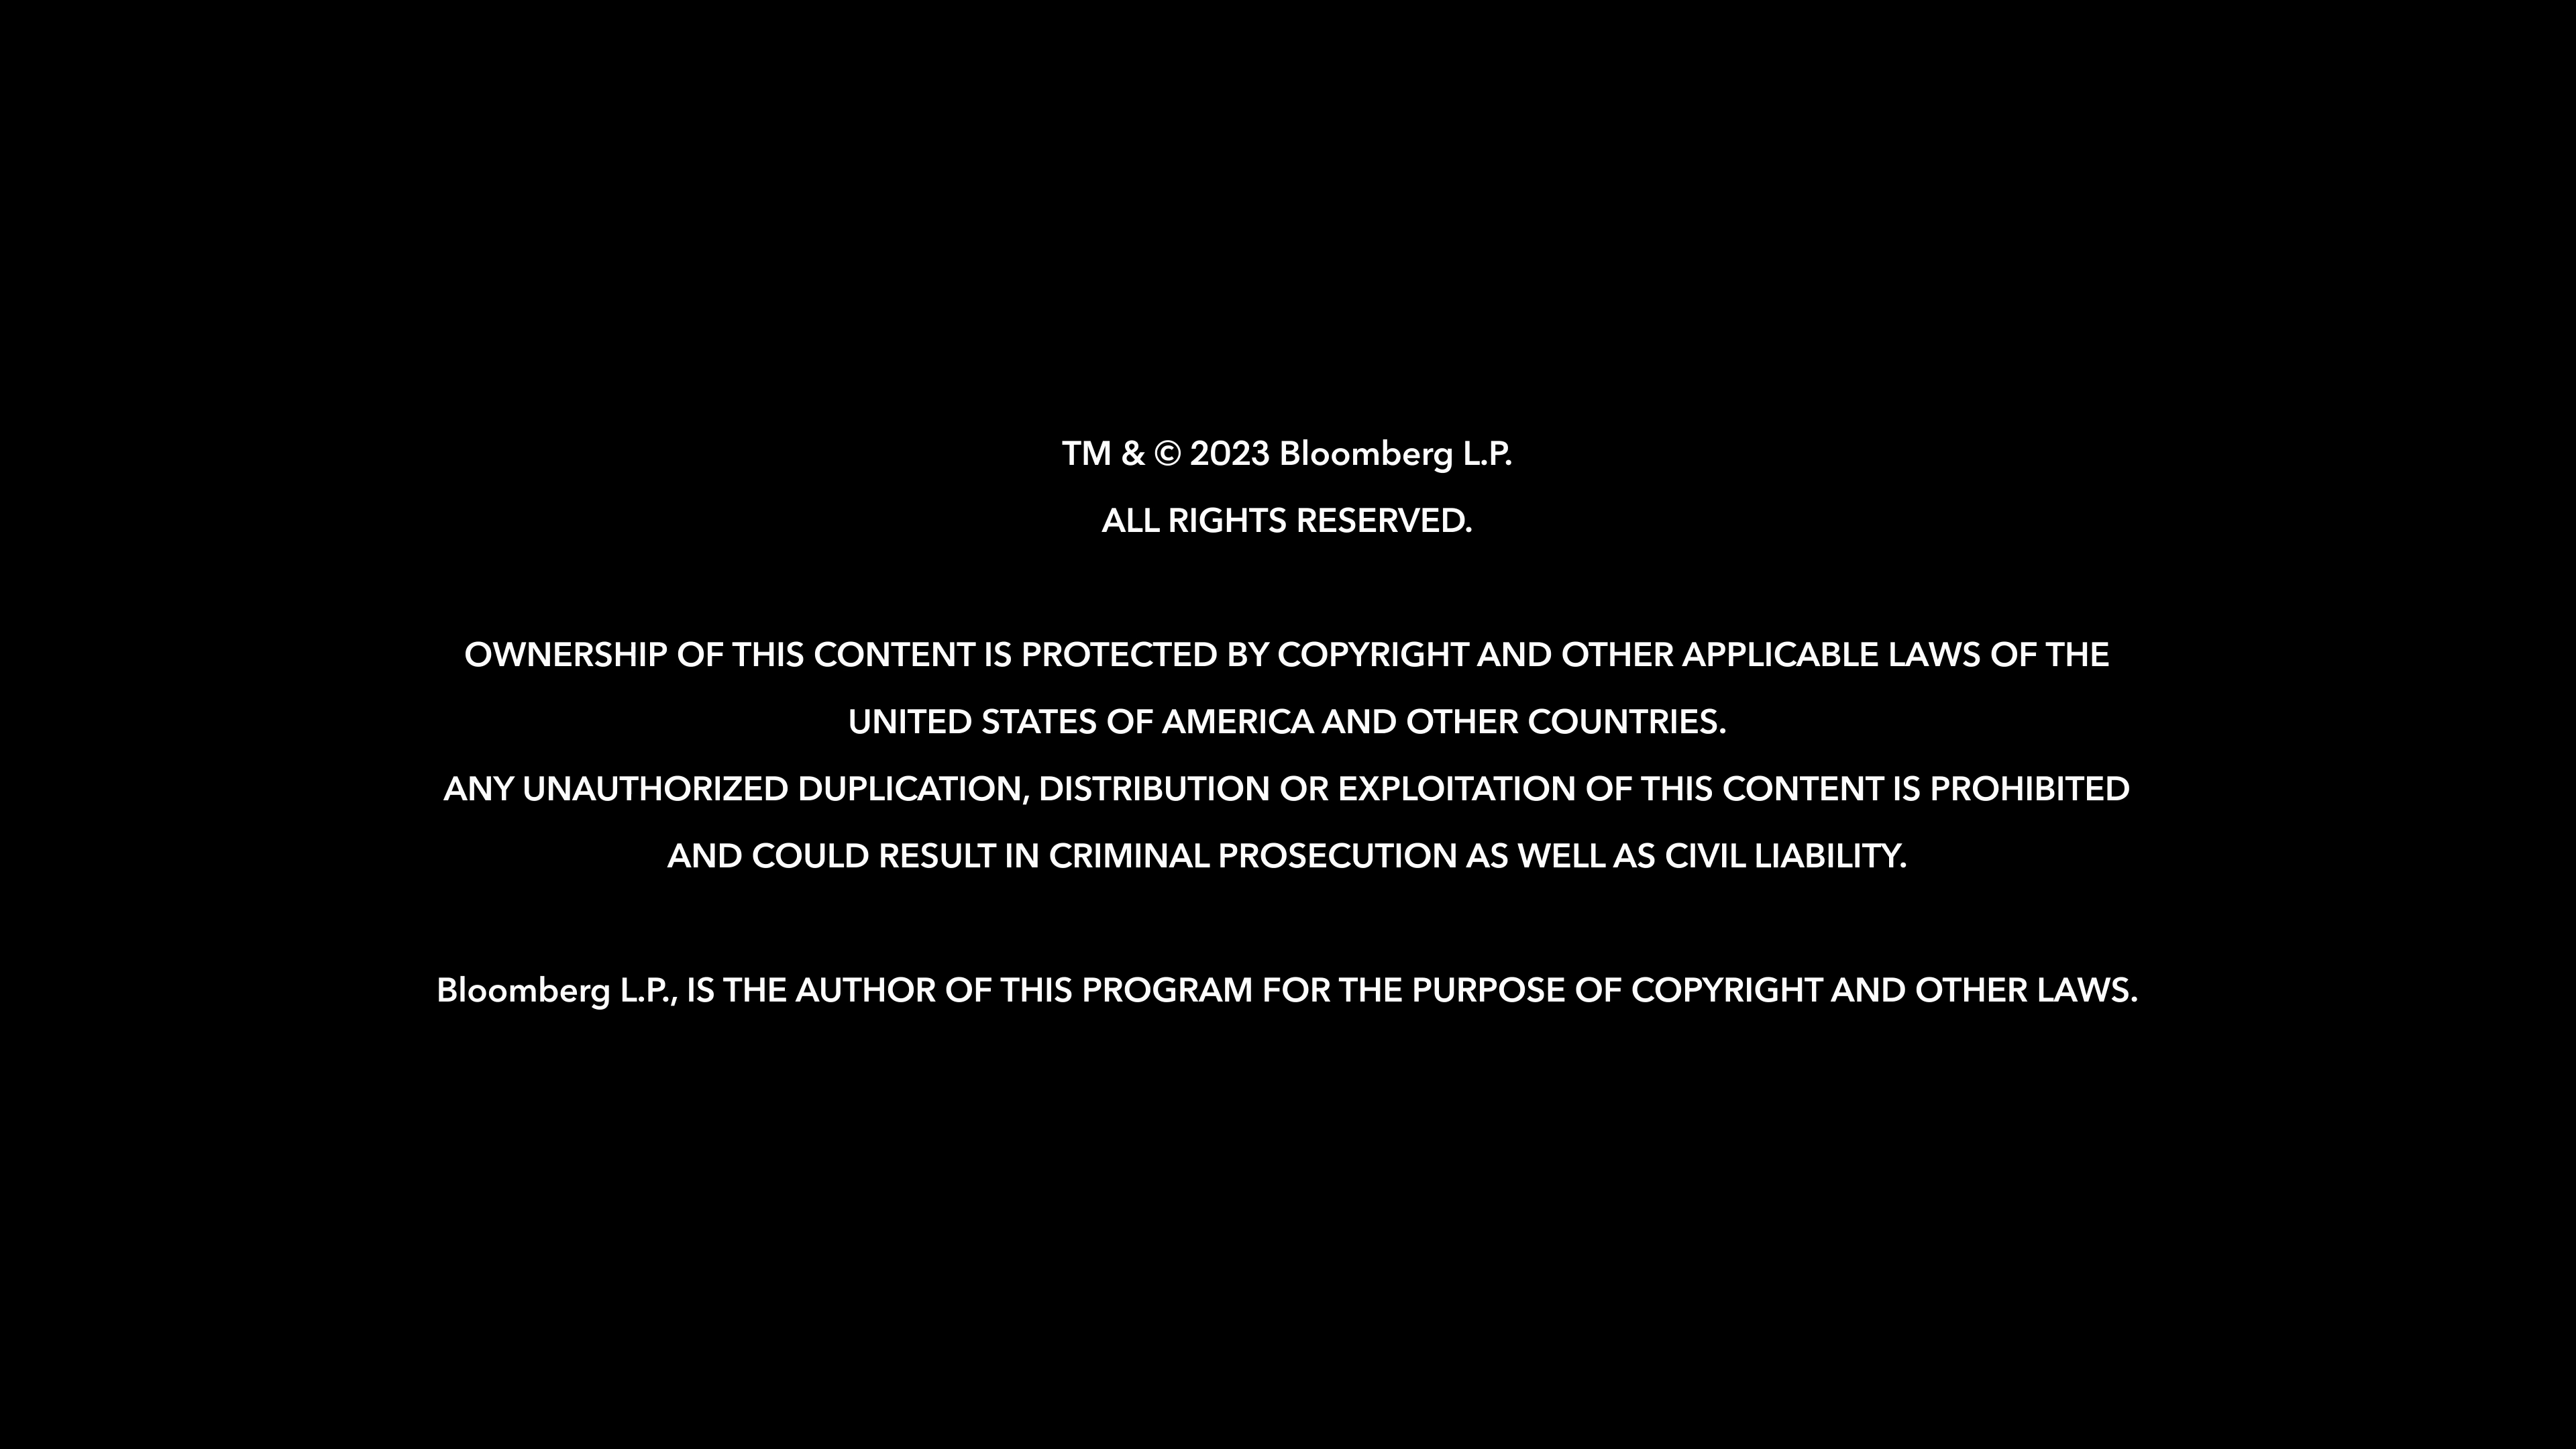 TM & © 2023 Bloomberg L.P.
ALL RIGHTS RESERVED.
OWNERSHIP OF THIS CONTENT IS PROTECTED BY COPYRIGHT AND OTHER APPLICABLE LAWS OF THE
UNITED STATES OF AMERICA AND OTHER COUNTRIES.
ANY UNAUTHORIZED DUPLICATION, DISTRIBUTION OR EXPLOITATION OF THIS CONTENT IS PROHIBITED
AND COULD RESULT IN CRIMINAL PROSECUTION AS WELL AS CIVIL LIABILITY.
Bloomberg L.P., IS THE AUTHOR OF THIS PROGRAM FOR THE PURPOSE OF COPYRIGHT AND OTHER LAWS.